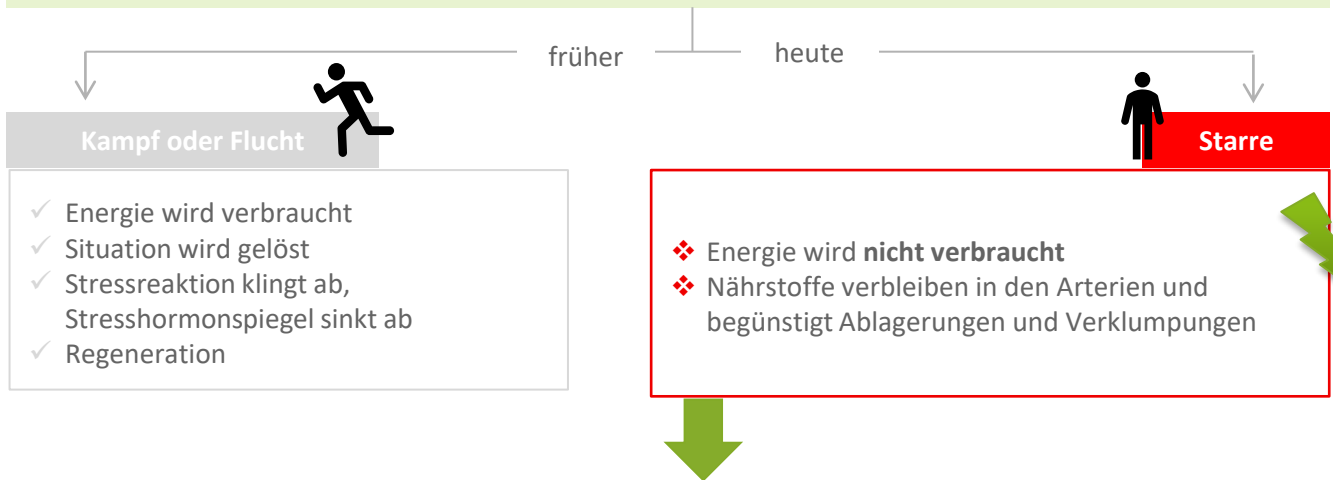 früher
heute
Kampf oder Flucht
Starre
Energie wird verbraucht
Situation wird gelöst
Stressreaktion klingt ab,
Stresshormonspiegel sinkt ab
Regeneration
Energie wird nicht verbraucht
Nährstoffe verbleiben in den Arterien und
begünstigt Ablagerungen und Verklumpungen